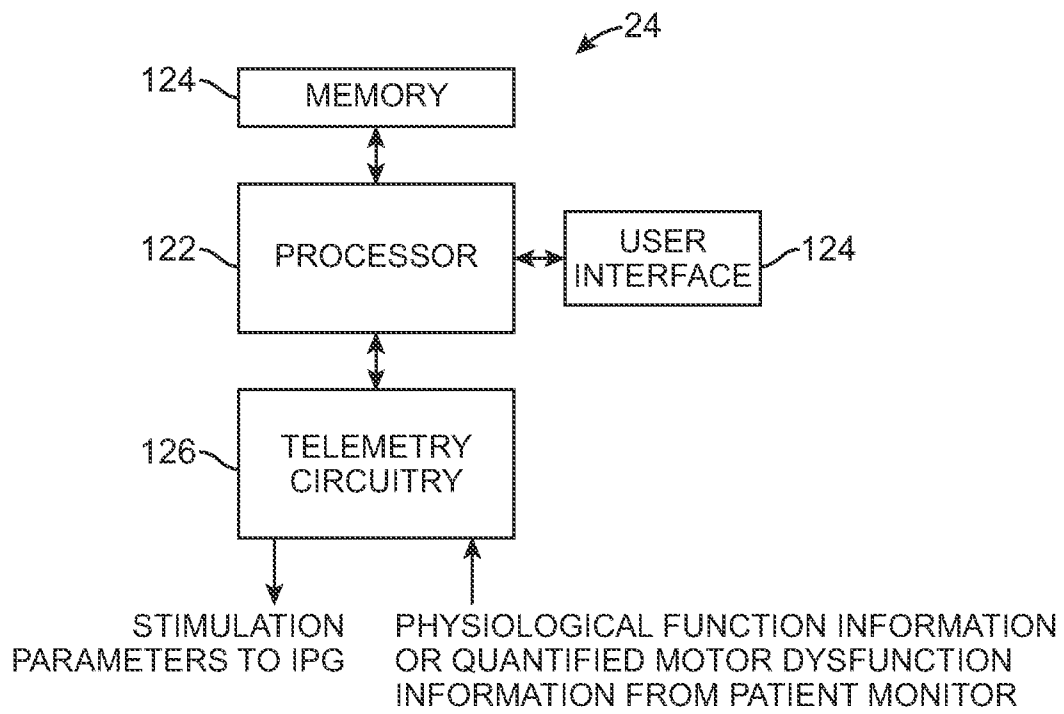 24
124
MEMORY
122
PROCESSOR
USER
INTERFACE
124
126
TELEMETRY
CIRCUITRY
STIMULATION
PARAMETERS TO IPG
PHYSIOLOGICAL FUNCTION INFORMATION
OR QUANTIFIED MOTOR DYSFUNCTION
INFORMATION FROM PATIENT MONITOR